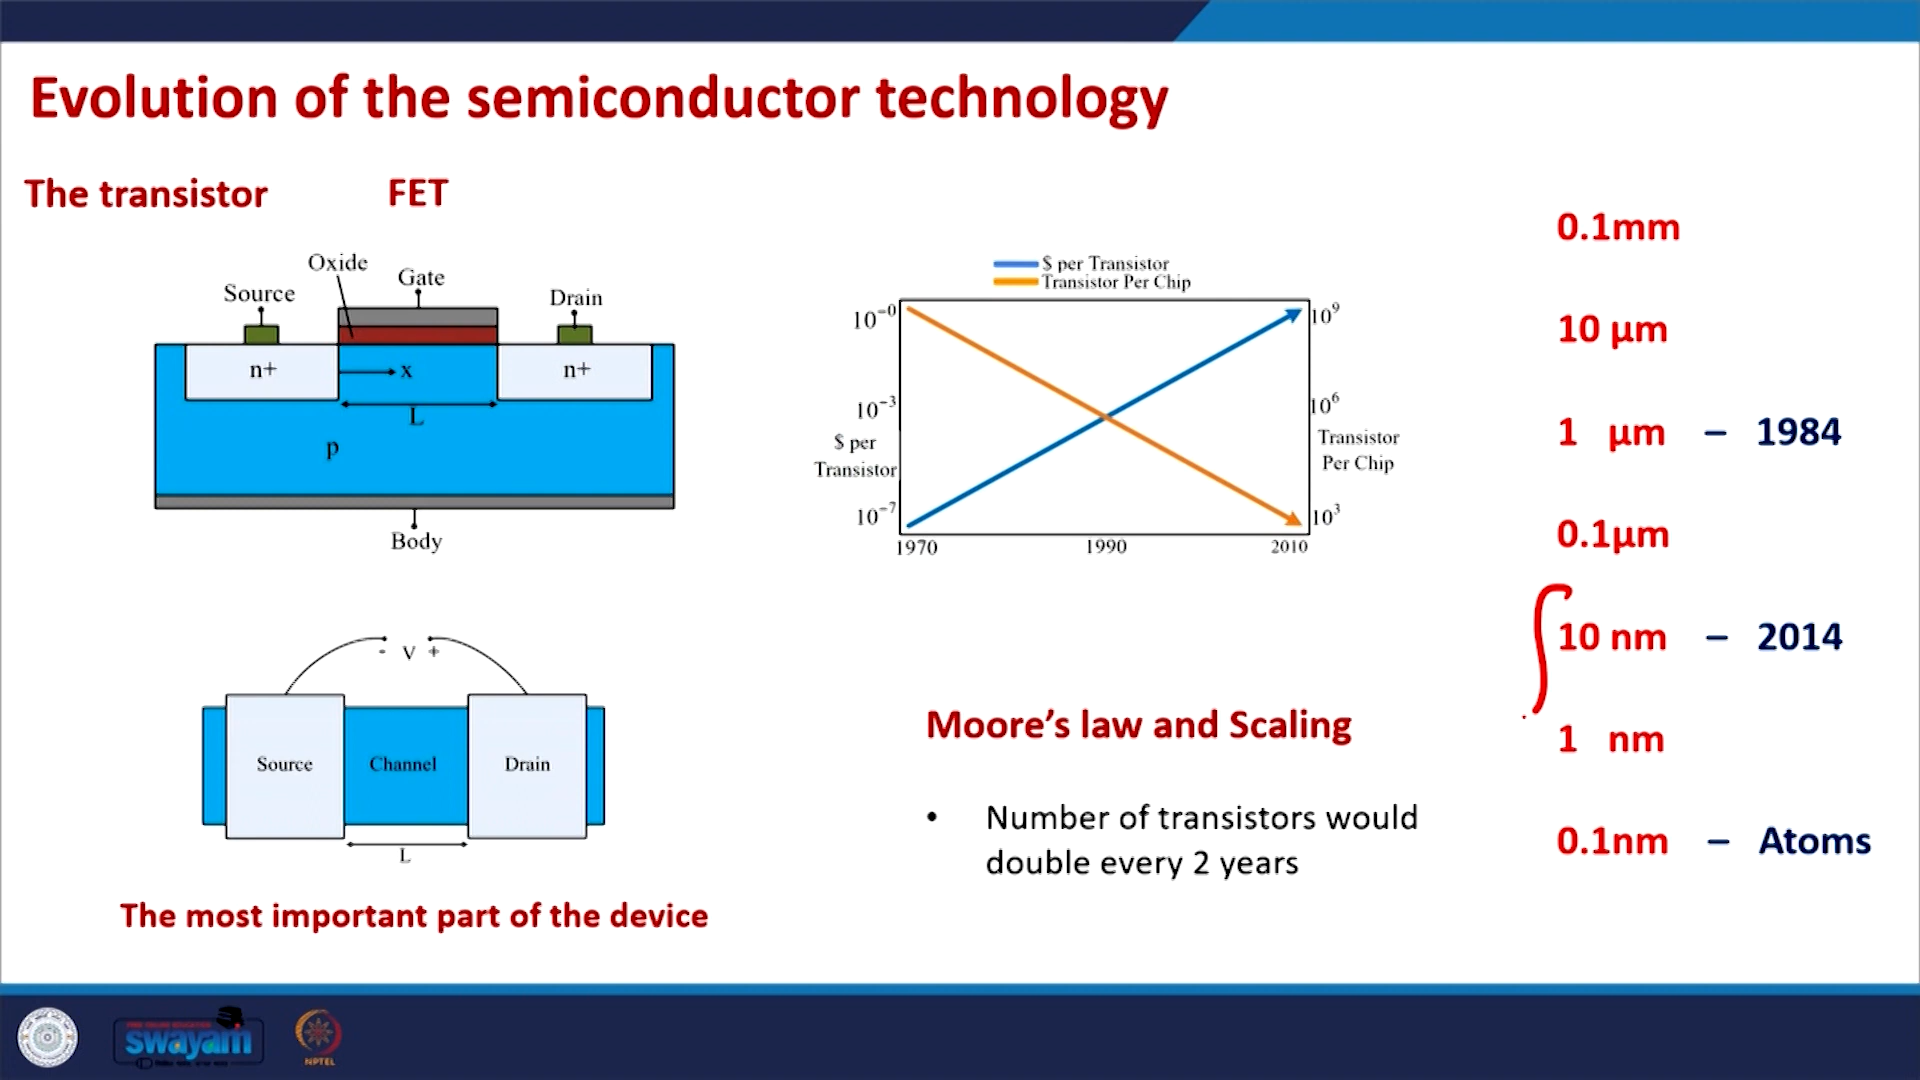 Evolution of the semiconductor technology
The transistor FET
Oxide
Gate
Source
Drain
n+
x
n+
L
p
Body
- V +
Source
Channel
Drain
L
The most important part of the device
$ per Transistor
Transistor Per Chip
10⁻⁰
10⁻³
$ per
Transistor
10⁻⁷
10⁹
10⁶
Transistor
Per Chip
10³
1970
1990
2010
Moore’s law and Scaling
• Number of transistors would
double every 2 years
0.1mm
10 μm
1 μm – 1984
0.1μm
10 nm – 2014
1 nm
0.1nm – Atoms
swayam
NPTEL